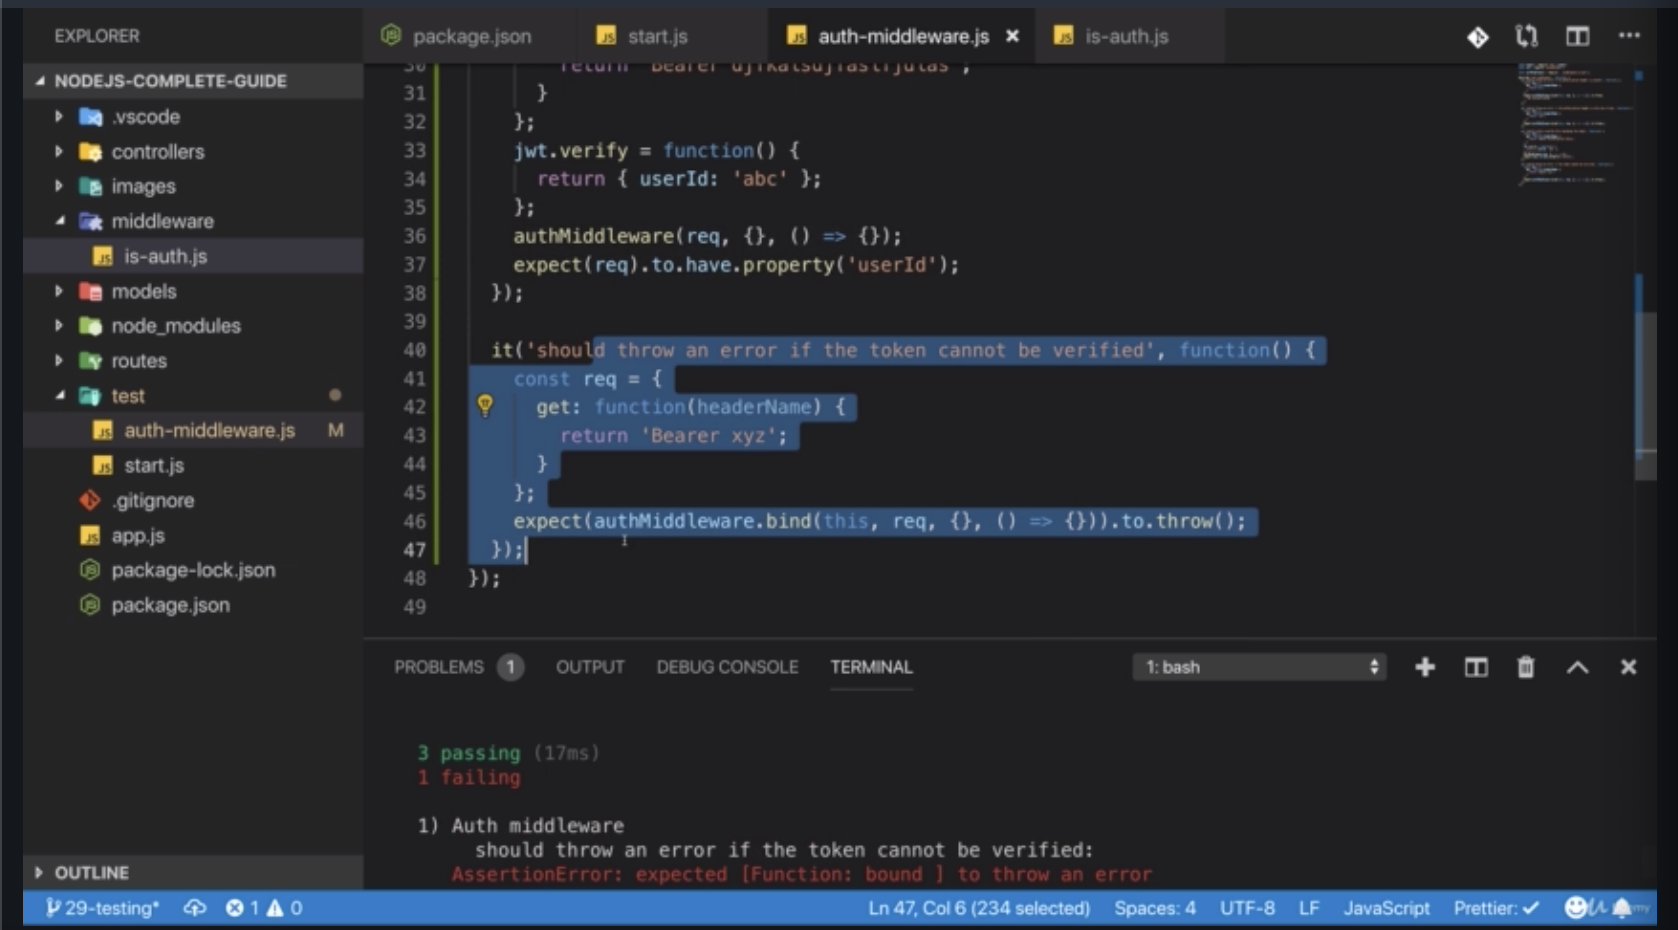 EXPLORER
NODEJS-COMPLETE-GUIDE
.vscode
controllers
images
middleware
is-auth.js
models
node_modules
routes
test
auth-middleware.js M
start.js
.gitignore
app.js
package-lock.json
package.json
OUTLINE
package.json start.js auth-middleware.js is-auth.js
30 return 'Bearer
31 }
32 };
33 jwt.verify = function() {
34 return { userId: 'abc' };
35 };
36 authMiddleware(req, {}, () => {});
37 expect(req).to.have.property('userId');
38 });
39
40 it('should throw an error if the token cannot be verified', function() {
41 const req = {
42 get: function(headerName) {
43 return 'Bearer xyz';
44 }
45 };
46 expect(authMiddleware.bind(this, req, {}, () => {})).to.throw();
47 });
48 });
49
PROBLEMS 1 OUTPUT DEBUG CONSOLE TERMINAL 1: bash
3 passing (17ms)
1 failing
1) Auth middleware
should throw an error if the token cannot be verified:
AssertionError: expected [Function: bound ] to throw an error
29-testing* 1 0 Ln 47, Col 6 (234 selected) Spaces: 4 UTF-8 LF JavaScript Prettier: ✓